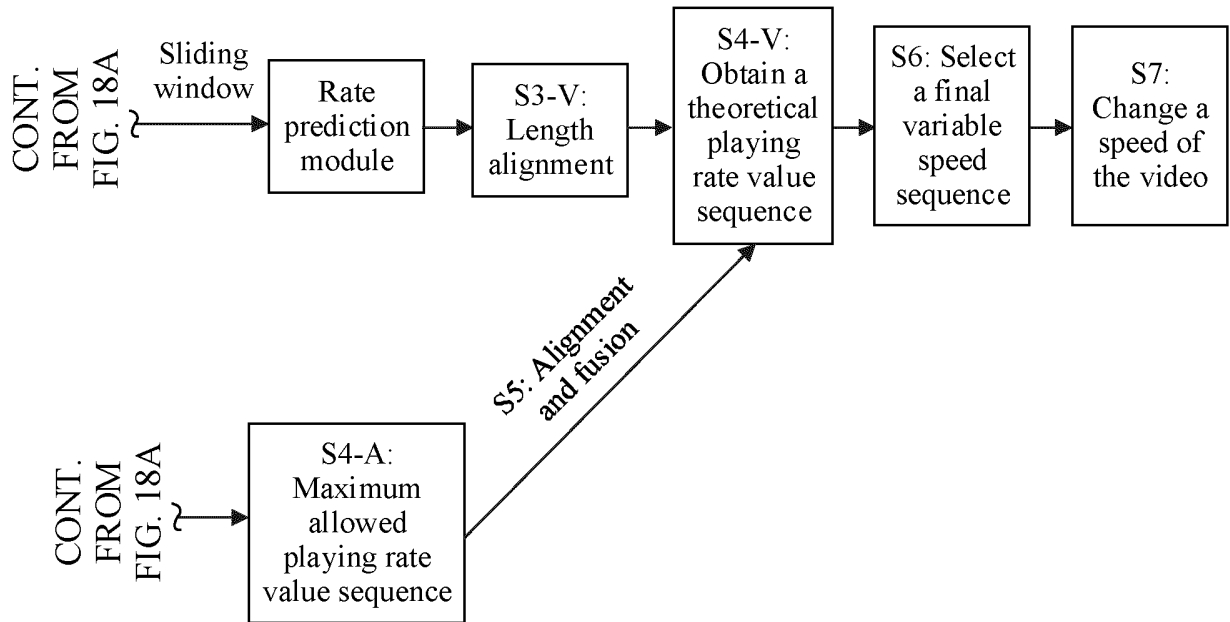 CONT.
FROM
FIG. 18A
Sliding
window
Rate
prediction
module
S3-V:
Length
alignment
S4-V:
Obtain a
theoretical
playing
rate value
sequence
S6: Select
a final
variable
speed
sequence
S7:
Change a
speed of
the video
S5: Alignment
and fusion
CONT.
FROM
FIG. 18A
S4-A:
Maximum
allowed
playing rate
value sequence